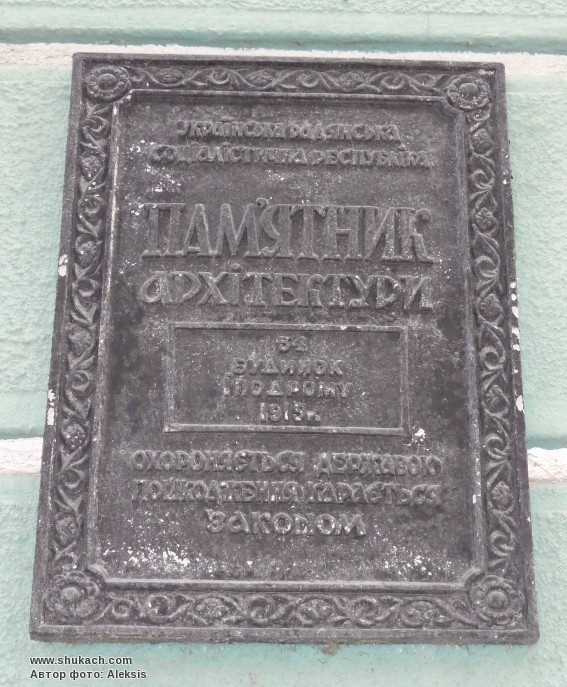 УКРАЇНСЬКА РАДЯНСЬКА
СОЦІАЛІСТИЧНА РЕСПУБЛІКА
ПАМ'ЯТНИК
АРХІТЕКТУРИ
БУДИНОК
ІПОДРОМУ
ОХОРОНЯЄТЬСЯ ДЕРЖАВОЮ
ПОШКОДЖЕННЯ КАРАЄТЬСЯ
ЗАКОНОМ
www.shukach.com
Автор фото: Aleksis